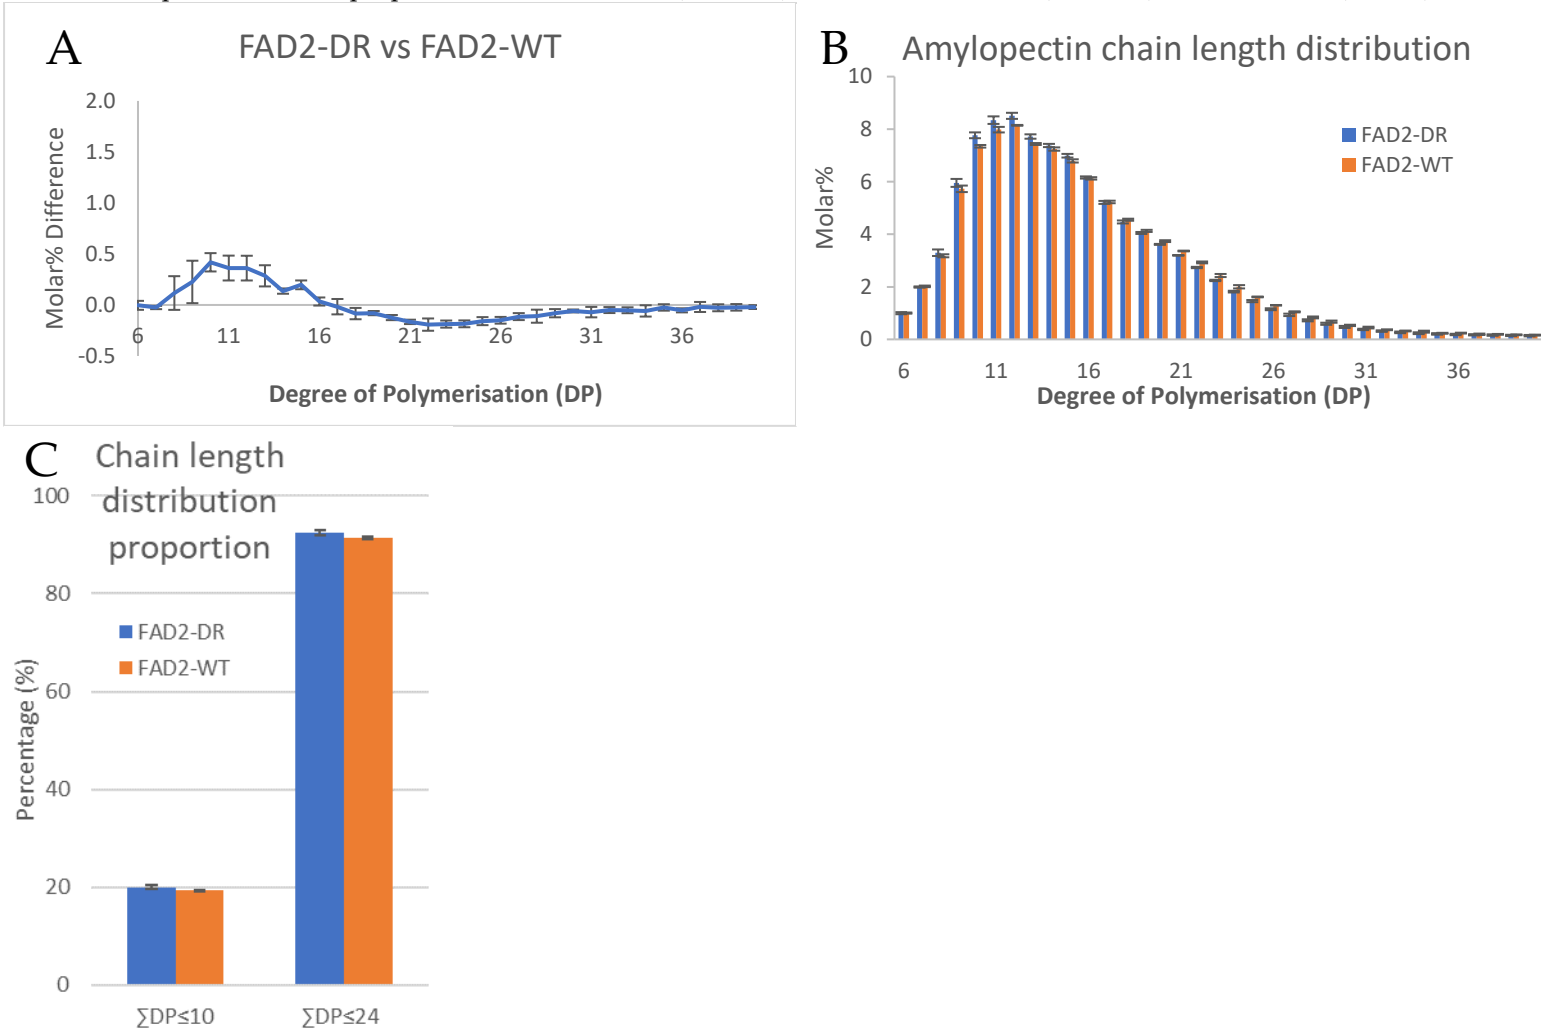 A
FAD2-DR vs FAD2-WT
2.0
1.5
1.0
0.5
0.0
-0.5
Molar% Difference
6
11
16
21
26
31
36
Degree of Polymerisation (DP)
B
Amylopectin chain length distribution
10
8
6
4
2
0
Molar%
FAD2-DR
FAD2-WT
6
11
16
21
26
31
36
Degree of Polymerisation (DP)
C
Chain length
distribution
proportion
100
80
60
40
20
0
Percentage (%)
FAD2-DR
FAD2-WT
∑DP≤10
∑DP≤24